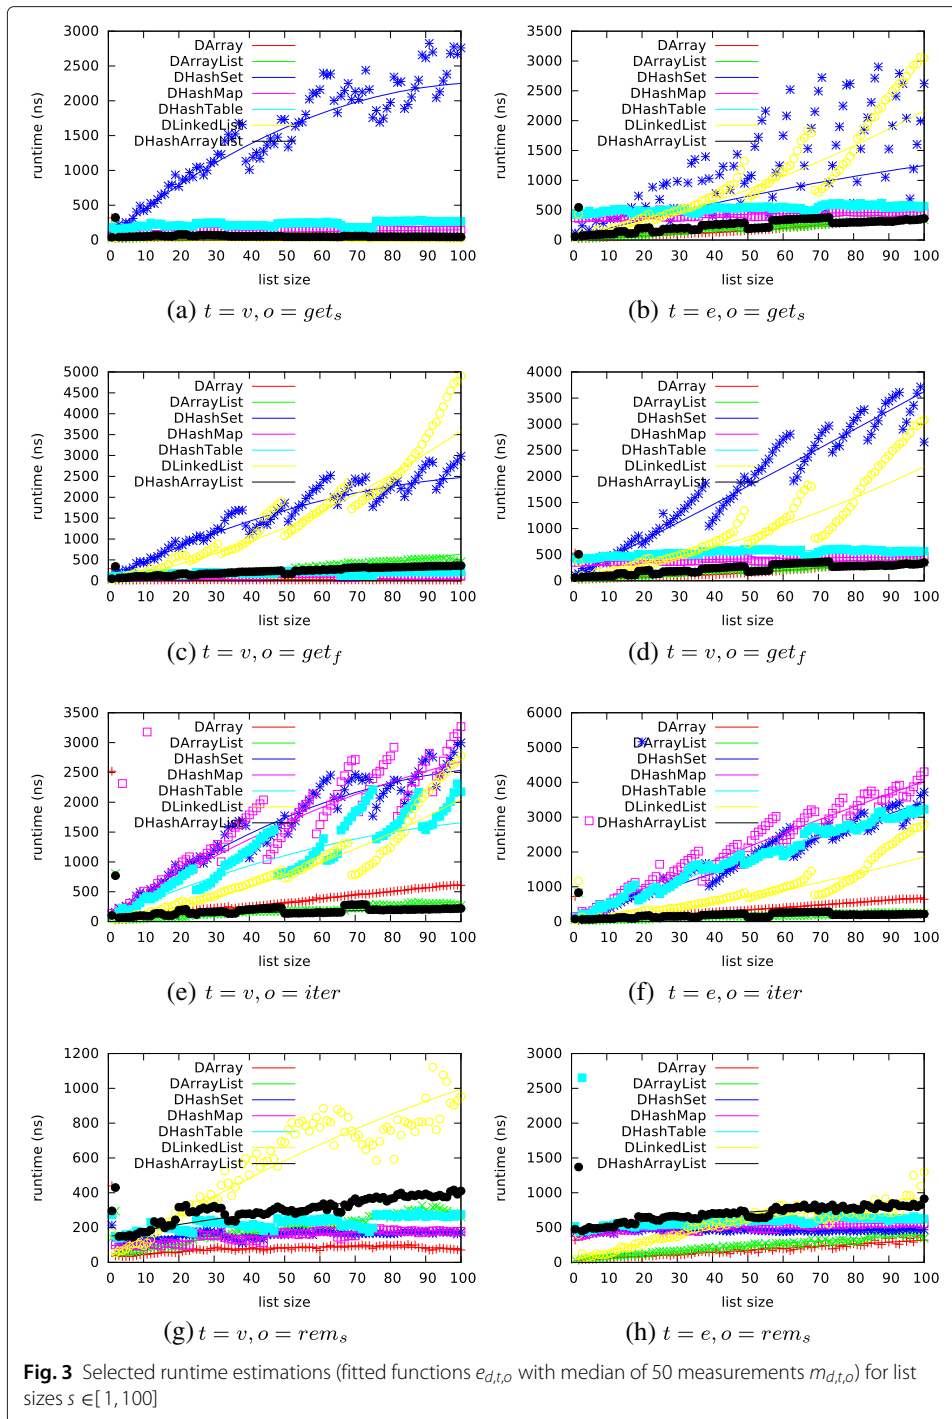 3000
2500
2000
1500
1000
500
0
runtime (ns)
DArray
DArrayList
DHashSet
DHashMap
DHashTable
DLinkedList
DHashArrayList
0 10 20 30 40 50 60 70 80 90 100
list size
(a) t = v, o = get_s
3000
2500
2000
1500
1000
500
0
runtime (ns)
DArray
DArrayList
DHashSet
DHashMap
DHashTable
DLinkedList
DHashArrayList
0 10 20 30 40 50 60 70 80 90 100
list size
(b) t = e, o = get_s
5000
4500
4000
3500
3000
2500
2000
1500
1000
500
0
runtime (ns)
DArray
DArrayList
DHashSet
DHashMap
DHashTable
DLinkedList
DHashArrayList
0 10 20 30 40 50 60 70 80 90 100
list size
(c) t = v, o = get_f
4000
3500
3000
2500
2000
1500
1000
500
0
runtime (ns)
DArray
DArrayList
DHashSet
DHashMap
DHashTable
DLinkedList
DHashArrayList
0 10 20 30 40 50 60 70 80 90 100
list size
(d) t = v, o = get_f
3500
3000
2500
2000
1500
1000
500
0
runtime (ns)
DArray
DArrayList
DHashSet
DHashMap
DHashTable
DLinkedList
DHashArrayList
0 10 20 30 40 50 60 70 80 90 100
list size
(e) t = v, o = iter
6000
5000
4000
3000
2000
1000
0
runtime (ns)
DArray
DArrayList
DHashSet
DHashMap
DHashTable
DLinkedList
DHashArrayList
0 10 20 30 40 50 60 70 80 90 100
list size
(f) t = e, o = iter
1200
1000
800
600
400
200
0
runtime (ns)
DArray
DArrayList
DHashSet
DHashMap
DHashTable
DLinkedList
DHashArrayList
0 10 20 30 40 50 60 70 80 90 100
list size
(g) t = v, o = rem_s
3000
2500
2000
1500
1000
500
0
runtime (ns)
DArray
DArrayList
DHashSet
DHashMap
DHashTable
DLinkedList
DHashArrayList
0 10 20 30 40 50 60 70 80 90 100
list size
(h) t = e, o = rem_s
Fig. 3 Selected runtime estimations (fitted functions e_{d,t,o} with median of 50 measurements m_{d,t,o}) for list
sizes s ∈[ 1, 100]